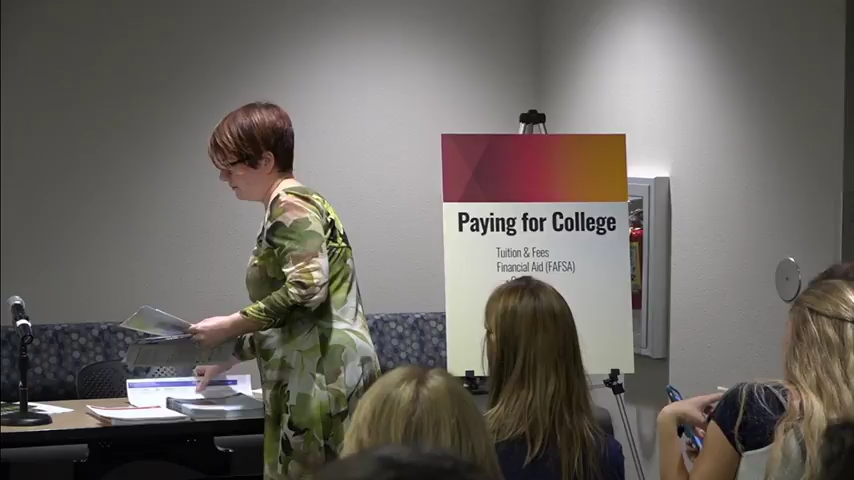 Paying for College
Tuition & Fees
Financial Aid (FAFSA)